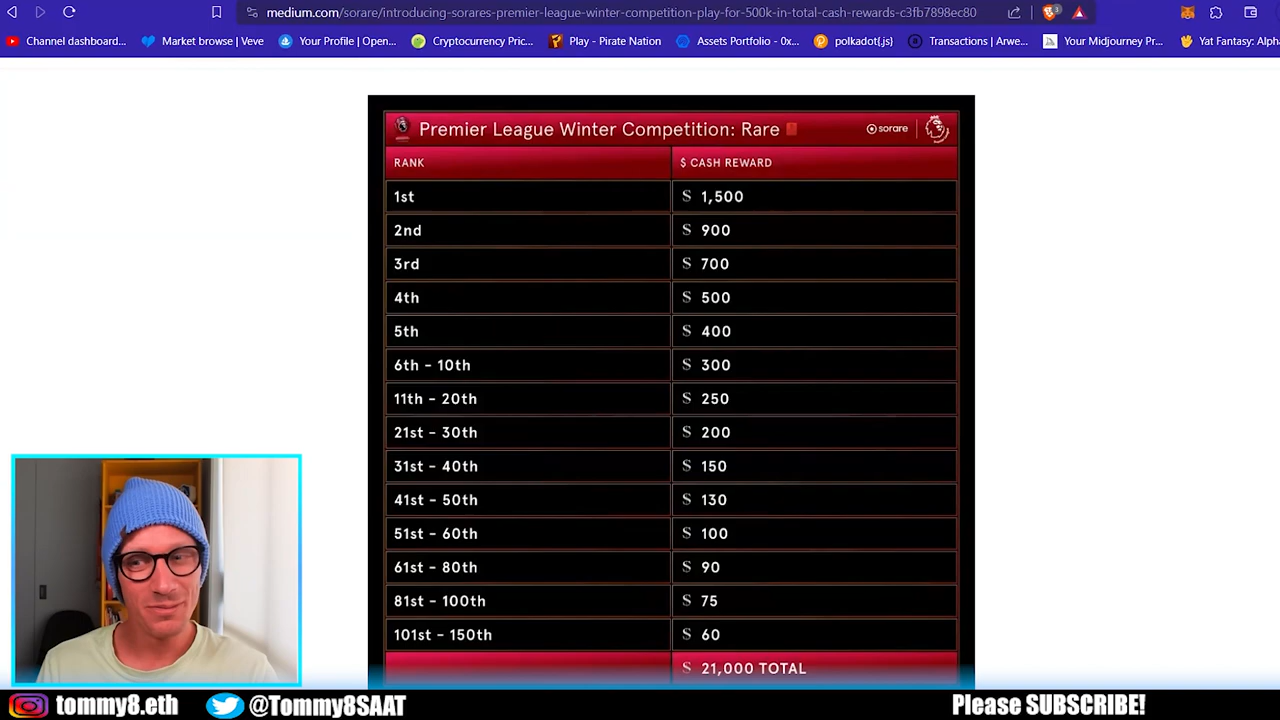 medium.com/sorare/introducing-sorares-premier-league-winter-competition-play-for-500k-in-total-cash-rewards-c3fb7898ec80
3
Channel dashboard... Market browse | Veve Your Profile | Open... Cryptocurrency Pric... Play - Pirate Nation Assets Portfolio - 0x... polkadot{.js} Transactions | Arwe... Your Midjourney Pr... Yat Fantasy: Alpha
Premier League Winter Competition: Rare sorare
RANK $ CASH REWARD
1st $ 1,500
2nd $ 900
3rd $ 700
4th $ 500
5th $ 400
6th - 10th $ 300
11th - 20th $ 250
21st - 30th $ 200
31st - 40th $ 150
41st - 50th $ 130
51st - 60th $ 100
61st - 80th $ 90
81st - 100th $ 75
101st - 150th $ 60
$ 21,000 TOTAL
tommy8.eth @Tommy8SAAT Please SUBSCRIBE!